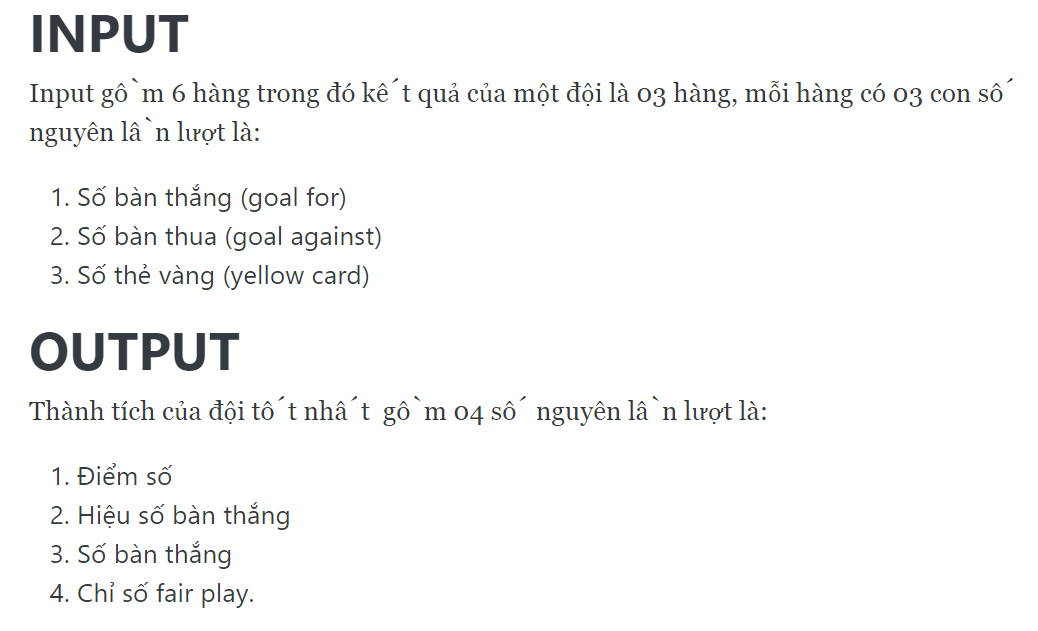 INPUT
Input gồm 6 hàng trong đó kết quả của một đội là 03 hàng, mỗi hàng có 03 con số
nguyên lần lượt là:
1. Số bàn thắng (goal for)
2. Số bàn thua (goal against)
3. Số thẻ vàng (yellow card)
OUTPUT
Thành tích của đội tốt nhất gồm 04 số nguyên lần lượt là:
1. Điểm số
2. Hiệu số bàn thắng
3. Số bàn thắng
4. Chỉ số fair play.